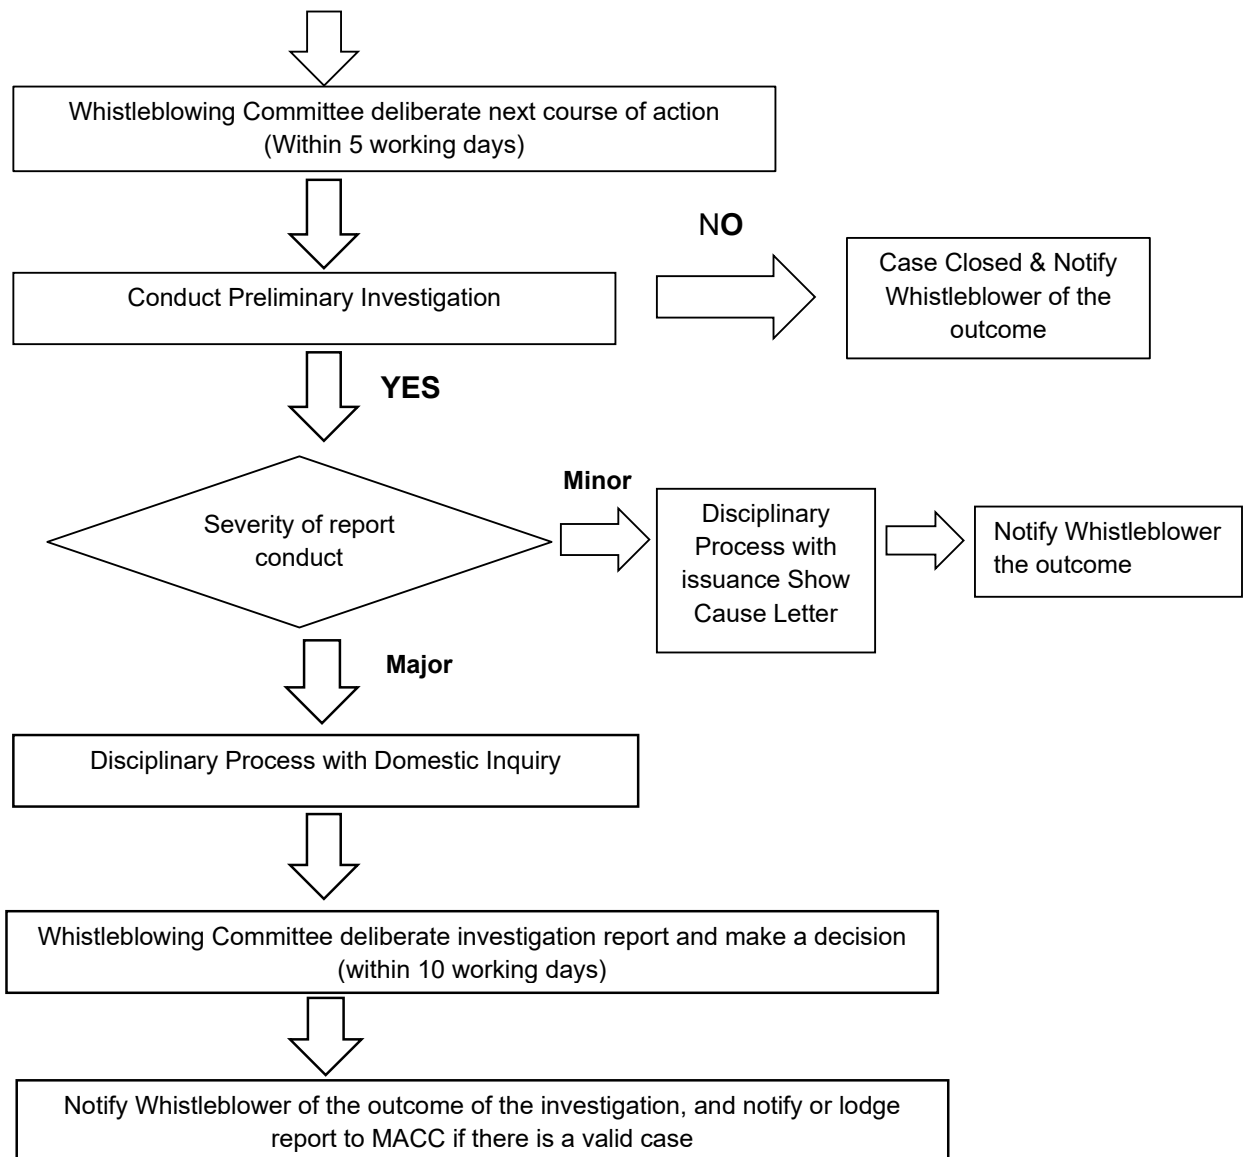 Whistleblowing Committee deliberate next course of action
(Within 5 working days)
NO
Case Closed & Notify
Whistleblower of the
outcome
Conduct Preliminary Investigation
YES
Severity of report
conduct
Minor
Disciplinary
Process with
issuance Show
Cause Letter
Notify Whistleblower
the outcome
Major
Disciplinary Process with Domestic Inquiry
Whistleblowing Committee deliberate investigation report and make a decision
(within 10 working days)
Notify Whistleblower of the outcome of the investigation, and notify or lodge
report to MACC if there is a valid case